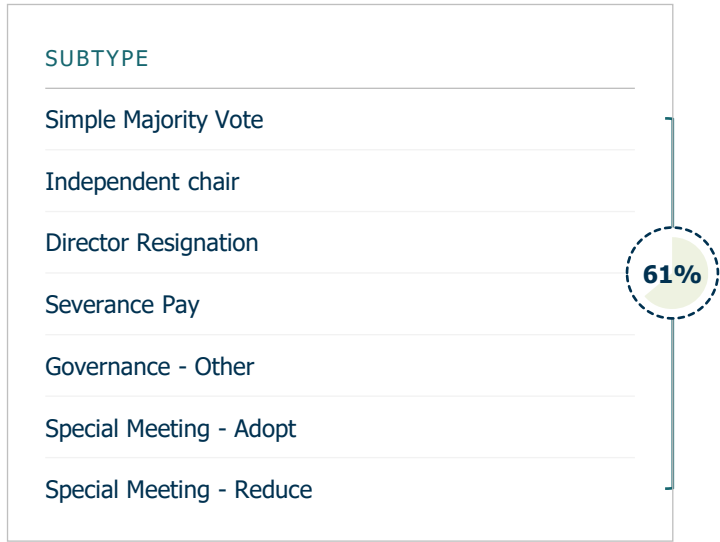 SUBTYPE
Simple Majority Vote
Independent chair
Director Resignation
61%
Severance Pay
Governance - Other
Special Meeting - Adopt
Special Meeting - Reduce